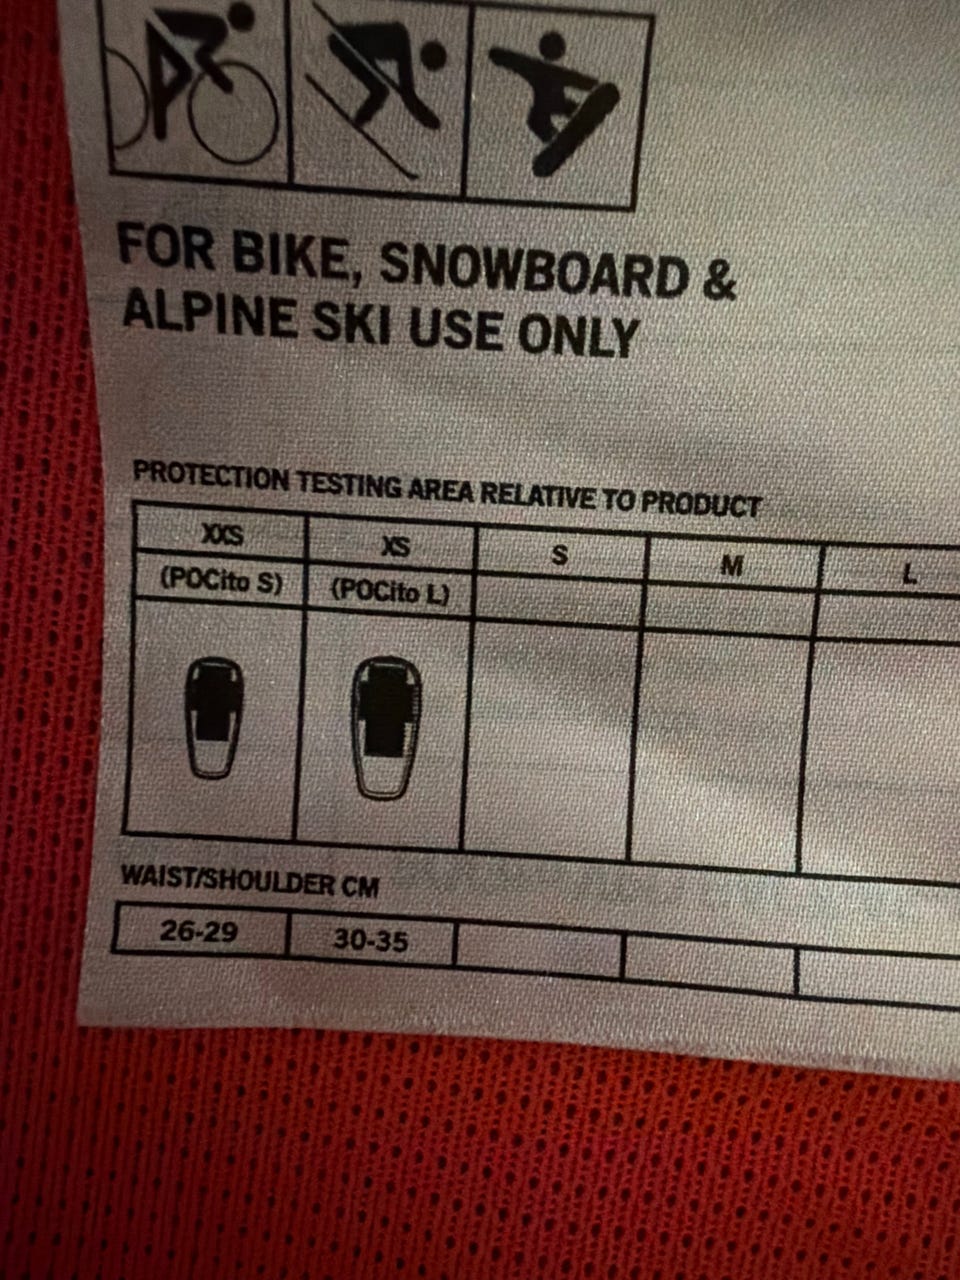 FOR BIKE, SNOWBOARD &
ALPINE SKI USE ONLY
PROTECTION TESTING AREA RELATIVE TO PRODUCT
XXS XS S M L
(POCito S) (POCito L)
WAIST/SHOULDER CM
26-29 30-35